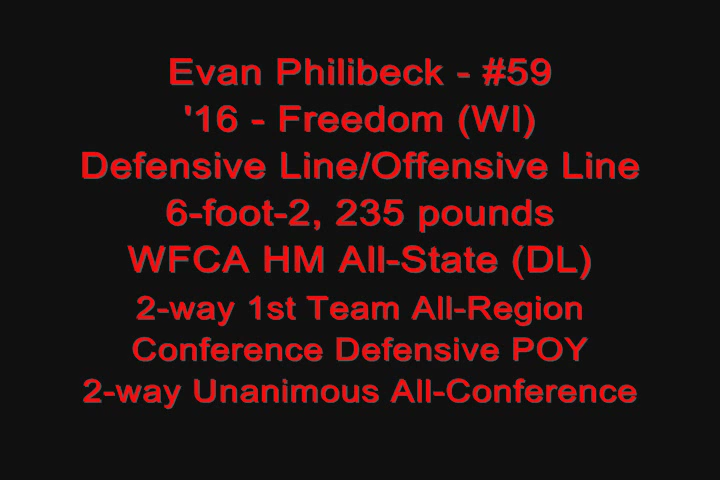 Evan Philibeck - #59
'16 - Freedom (WI)
Defensive Line/Offensive Line
6-foot-2, 235 pounds
WFCA HM All-State (DL)
2-way 1st Team All-Region
Conference Defensive POY
2-way Unanimous All-Conference